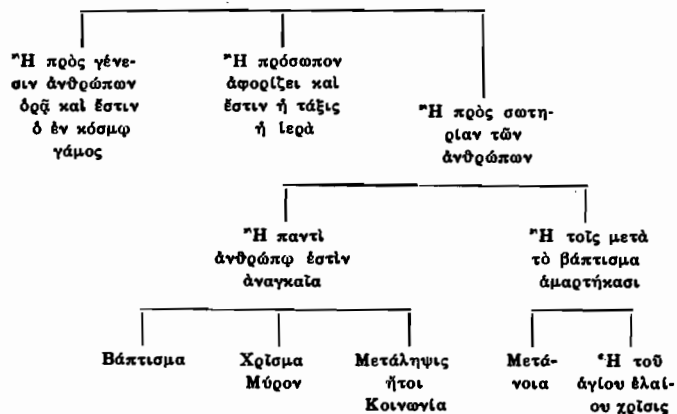 Ἢ πρὸς γένε-
σιν ἀνθρώπων
ὁρᾷ καὶ ἔστιν
ὁ ἐν κόσμῳ
γάμος
Ἢ πρόσωπον
ἀφορίζει καὶ
ἔστιν ἡ τάξις
ἡ ἱερὰ
Ἢ πρὸς σωτη-
ρίαν τῶν
ἀνθρώπων
Ἢ παντὶ
ἀνθρώπῳ ἐστὶν
ἀναγκαῖα
Ἢ τοῖς μετὰ
τὸ βάπτισμα
ἁμαρτήκασι
Βάπτισμα
Χρῖσμα
Μύρον
Μετάληψις
ἤτοι
Κοινωνία
Μετά-
νοια
Ἡ τοῦ
ἁγίου ἐλαί-
ου χρῖσις